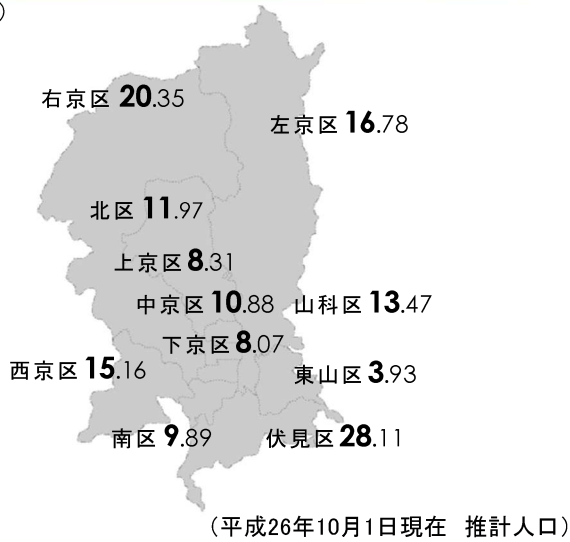 )
右京区 20.35
左京区 16.78
北区 11.97
上京区 8.31
中京区 10.88
山科区 13.47
下京区 8.07
西京区 15.16
東山区 3.93
南区 9.89
伏見区 28.11
（平成26年10月1日現在　推計人口）